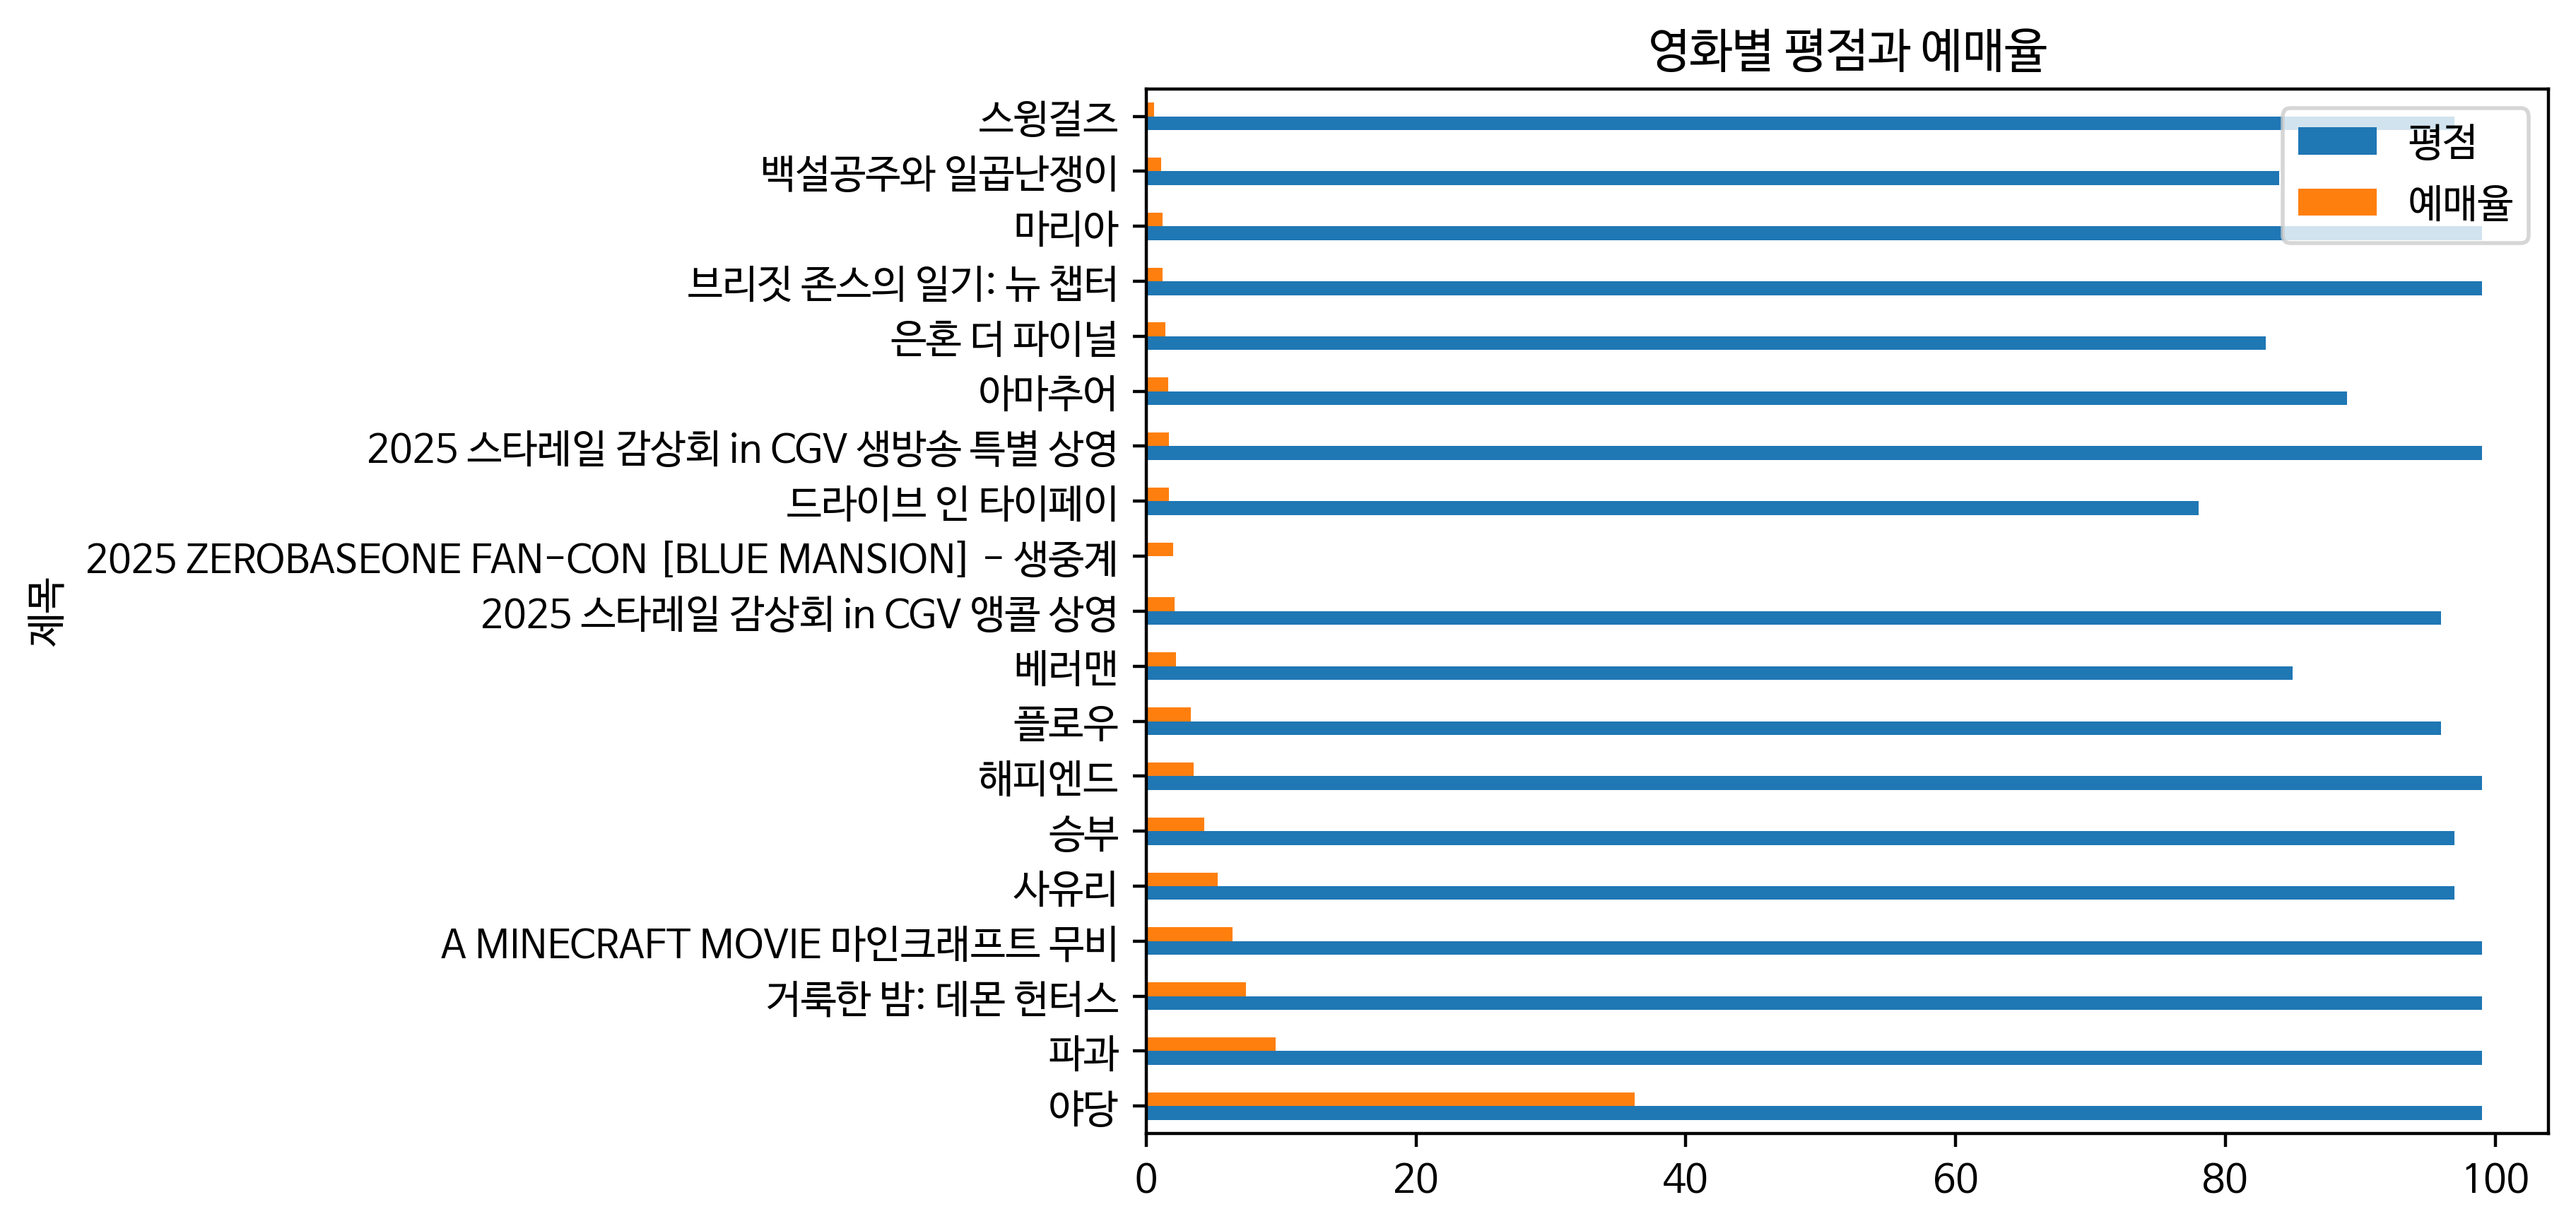 영화별 평점과 예매율
평점
예매율
스윙걸즈
백설공주와 일곱난쟁이
마리아
브리짓 존스의 일기: 뉴 챕터
은혼 더 파이널
아마추어
2025 스타레일 감상회 in CGV 생방송 특별 상영
드라이브 인 타이페이
2025 ZEROBASEONE FAN-CON [BLUE MANSION] - 생중계
2025 스타레일 감상회 in CGV 앵콜 상영
베러맨
플로우
해피엔드
승부
사유리
A MINECRAFT MOVIE 마인크래프트 무비
거룩한 밤: 데몬 헌터스
파과
야당
제목
0 20 40 60 80 100